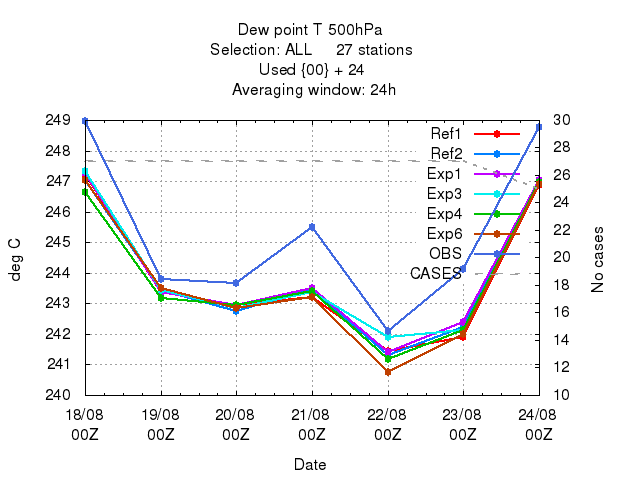 Dew point T 500hPa
Selection: ALL 27 stations
Used {00} + 24
Averaging window: 24h
249
248
247
246
245
244
243
242
241
240
deg C
30
28
26
24
22
20
18
16
14
12
10
No cases
Ref1
Ref2
Exp1
Exp3
Exp4
Exp6
OBS
CASES
18/08 19/08 20/08 21/08 22/08 23/08 24/08
00Z 00Z 00Z 00Z 00Z 00Z 00Z
Date